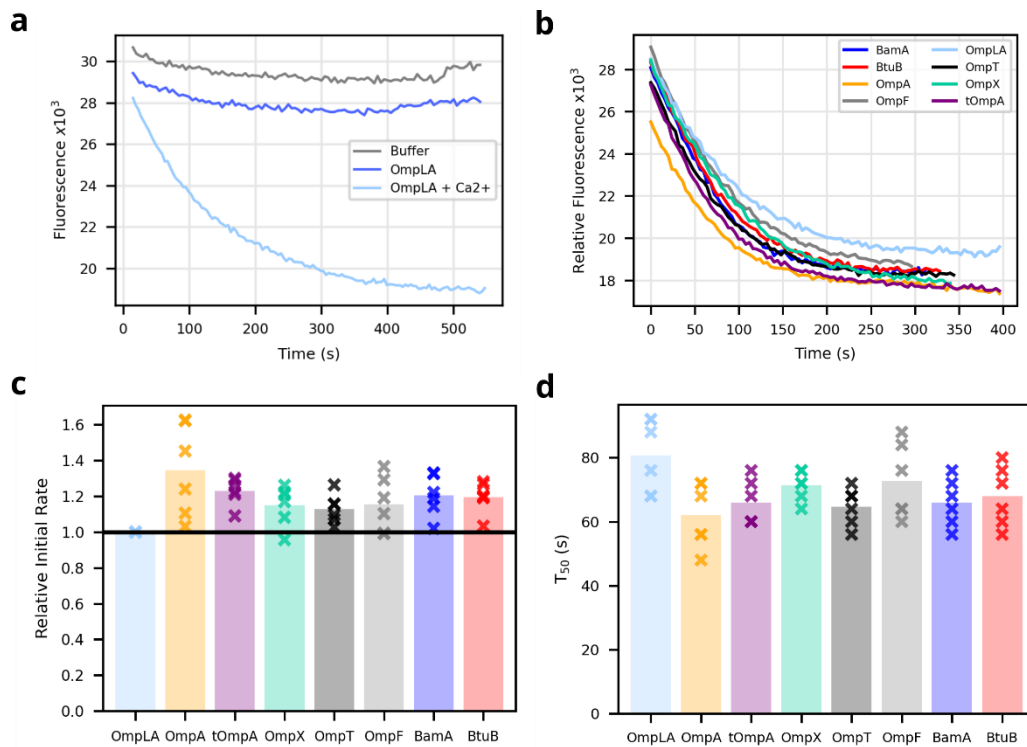 a
Fluorescence x10³
30
28
26
24
22
20
0
100
200
300
400
500
Time (s)
Buffer
OmpLA
OmpLA + Ca2+
b
Relative Fluorescence x10³
28
26
24
22
20
18
0
50
100
150
200
250
300
350
400
Time (s)
BamA
BtuB
OmpA
OmpF
OmpLA
OmpT
OmpX
tOmpA
c
Relative Initial Rate
1.6
1.4
1.2
1.0
0.8
0.6
0.4
0.2
0.0
OmpLA OmpA tOmpA OmpX OmpT OmpF BamA BtuB
d
T₅₀ (s)
80
60
40
20
0
OmpLA OmpA tOmpA OmpX OmpT OmpF BamA BtuB